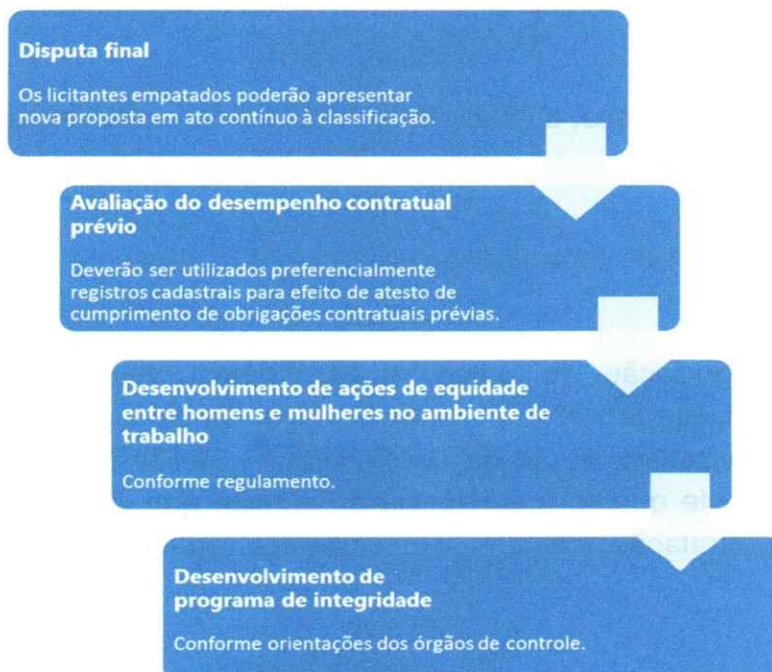 Disputa final
Os licitantes empatados poderão apresentar
nova proposta em ato contínuo à classificação.
Avaliação do desempenho contratual
prévio
Deverão ser utilizados preferencialmente
registros cadastrais para efeito de atesto de
cumprimento de obrigações contratuais prévias.
Desenvolvimento de ações de equidade
entre homens e mulheres no ambiente de
trabalho
Conforme regulamento.
Desenvolvimento de
programa de integridade
Conforme orientações dos órgãos de controle.